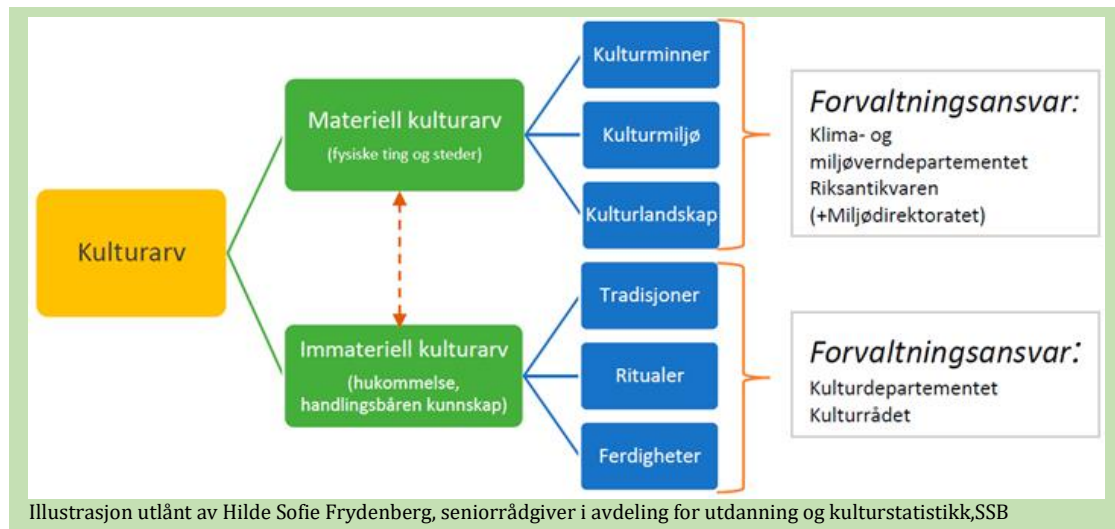 Kulturarv
Materiell kulturarv
(fysiske ting og steder)
Immateriell kulturarv
(hukommelse,
handlingsbåren kunnskap)
Kulturminner
Kulturmiljø
Kulturlandskap
Tradisjoner
Ritualer
Ferdigheter
Forvaltningsansvar:
Klima- og
miljøverndepartementet
Riksantikvaren
(+Miljødirektoratet)
Forvaltningsansvar:
Kulturdepartementet
Kulturrådet
Illustrasjon utlånt av Hilde Sofie Frydenberg, seniorrådgiver i avdeling for utdanning og kulturstatistikk,SSB